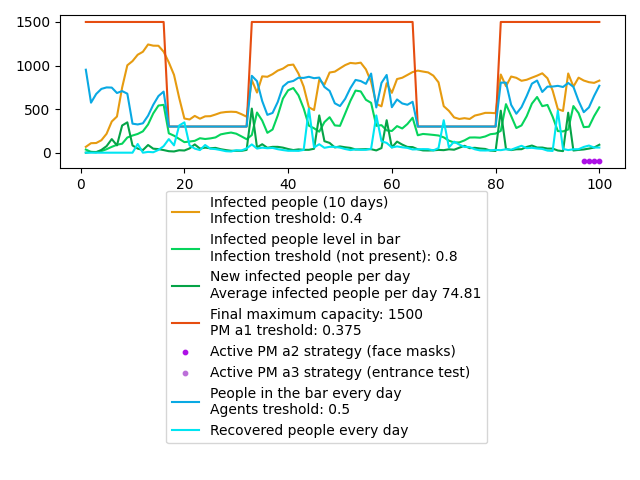 1500
1000
500
0
0
20
40
60
80
100
Infected people (10 days)
Infection treshold: 0.4
Infected people level in bar
Infection treshold (not present): 0.8
New infected people per day
Average infected people per day 74.81
Final maximum capacity: 1500
PM a1 treshold: 0.375
Active PM a2 strategy (face masks)
Active PM a3 strategy (entrance test)
People in the bar every day
Agents treshold: 0.5
Recovered people every day